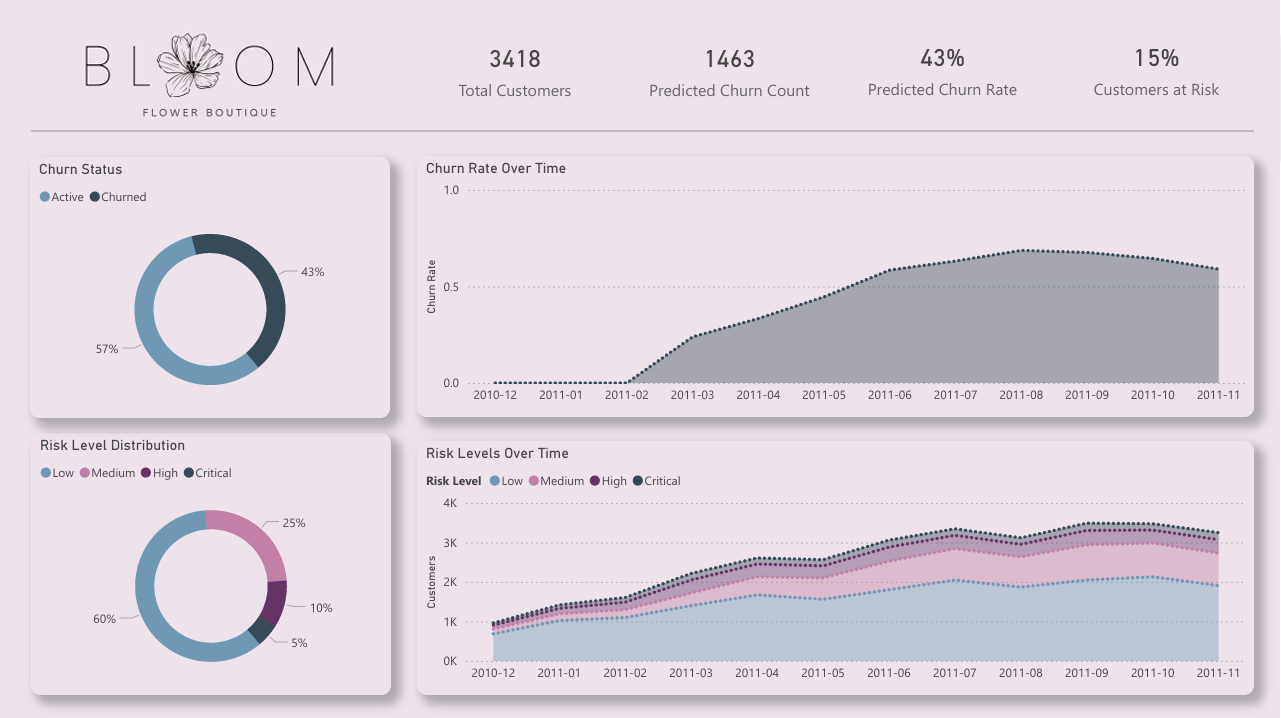 BLOOM
FLOWER BOUTIQUE
3418
Total Customers
1463
Predicted Churn Count
43%
Predicted Churn Rate
15%
Customers at Risk
Churn Status
Active Churned
43%
57%
Churn Rate Over Time
1.0
0.5
0.0
Churn Rate
2010-12 2011-01 2011-02 2011-03 2011-04 2011-05 2011-06 2011-07 2011-08 2011-09 2011-10 2011-11
Risk Level Distribution
Low Medium High Critical
25%
10%
5%
60%
Risk Levels Over Time
Risk Level Low Medium High Critical
4K
3K
2K
1K
0K
Customers
2010-12 2011-01 2011-02 2011-03 2011-04 2011-05 2011-06 2011-07 2011-08 2011-09 2011-10 2011-11